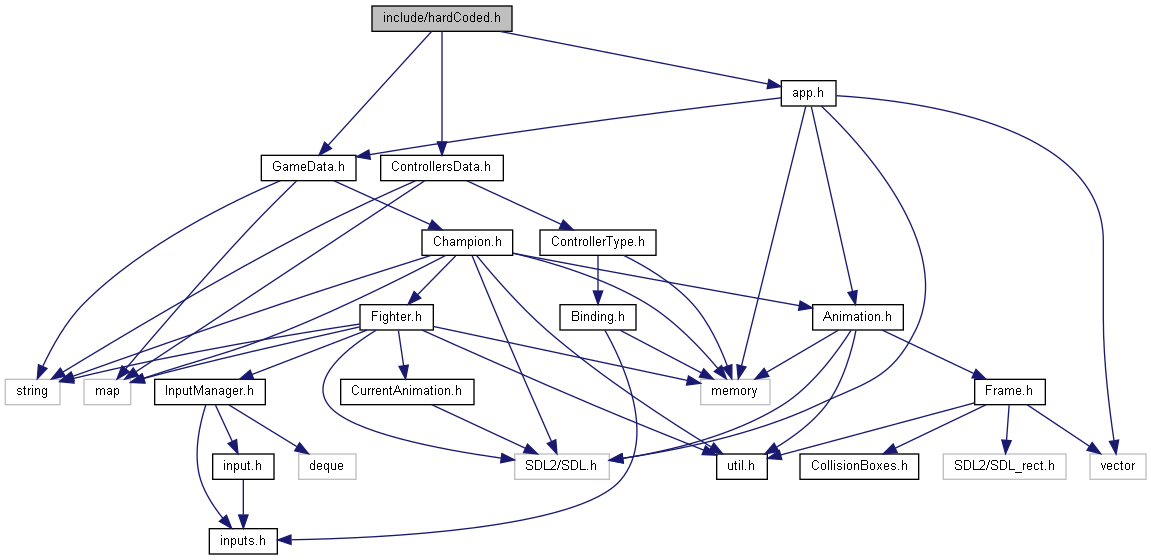 include/hardCoded.h
app.h
GameData.h
ControllersData.h
Champion.h
ControllerType.h
Fighter.h
Binding.h
Animation.h
string
map
InputManager.h
CurrentAnimation.h
memory
Frame.h
input.h
deque
SDL2/SDL.h
util.h
CollisionBoxes.h
SDL2/SDL_rect.h
vector
inputs.h